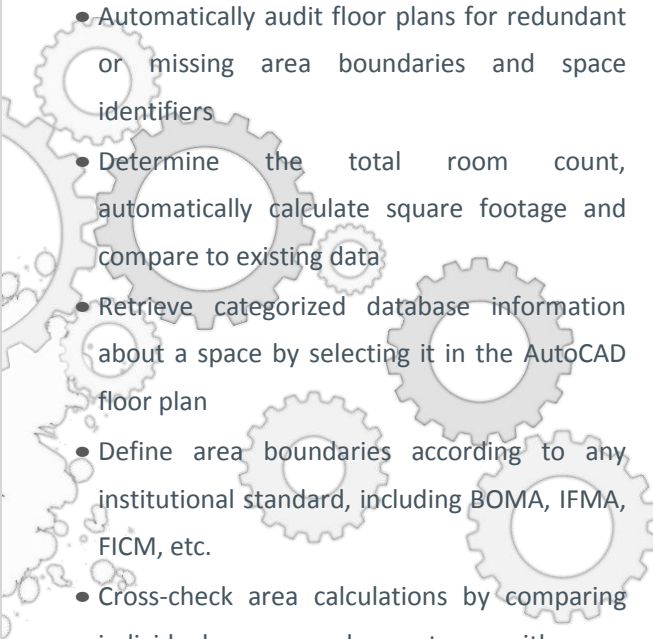 • Automatically audit floor plans for redundant
or missing area boundaries and space
identifiers
• Determine the total room count,
automatically calculate square footage and
compare to existing data
• Retrieve categorized database information
about a space by selecting it in the AutoCAD
floor plan
• Define area boundaries according to any
institutional standard, including BOMA, IFMA,
FICM, etc.
• Cross-check area calculations by comparing